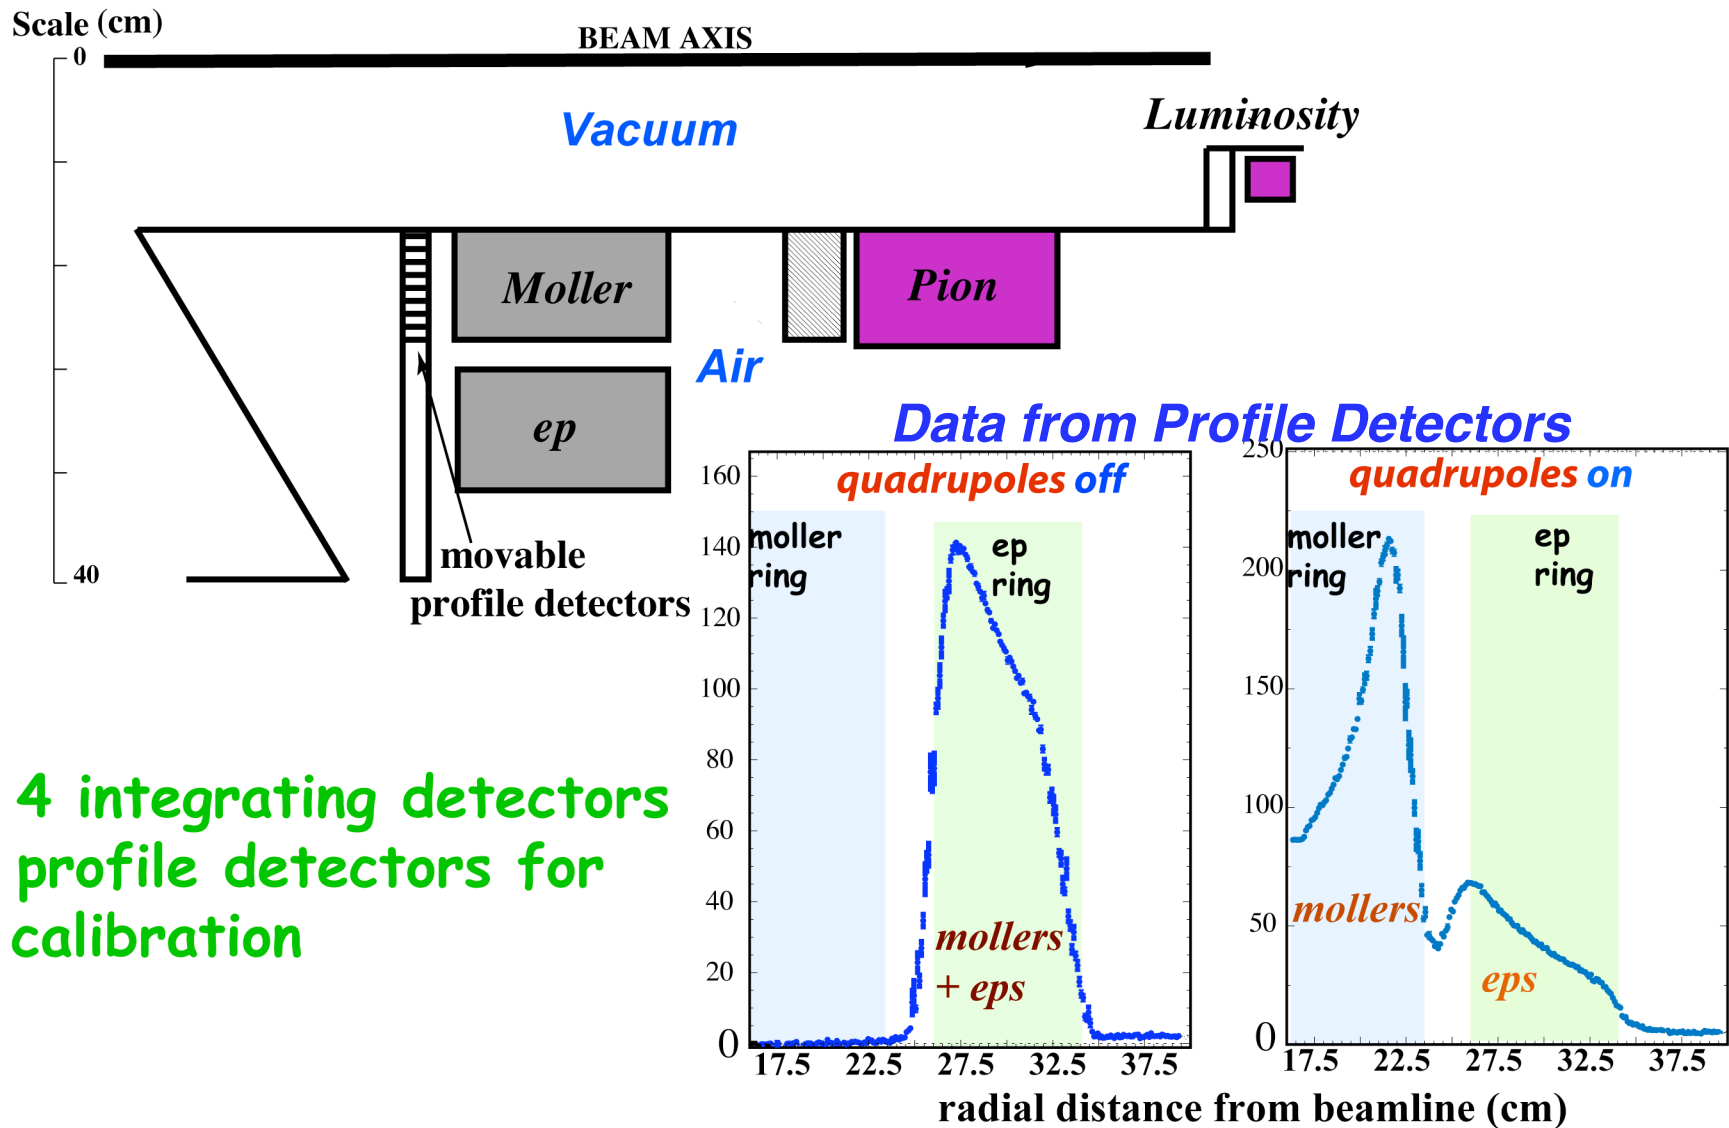 Scale (cm)
BEAM AXIS
0
Vacuum
Luminosity
Moller
Pion
Air
ep
40
movable
profile detectors
Data from Profile Detectors
quadrupoles off
160
140
120
100
80
60
40
20
0
moller
ring
ep
ring
mollers
+ eps
17.5 22.5 27.5 32.5 37.5
quadrupoles on
250
200
150
100
50
0
moller
ring
ep
ring
mollers
eps
17.5 22.5 27.5 32.5 37.5
radial distance from beamline (cm)
4 integrating detectors
profile detectors for
calibration